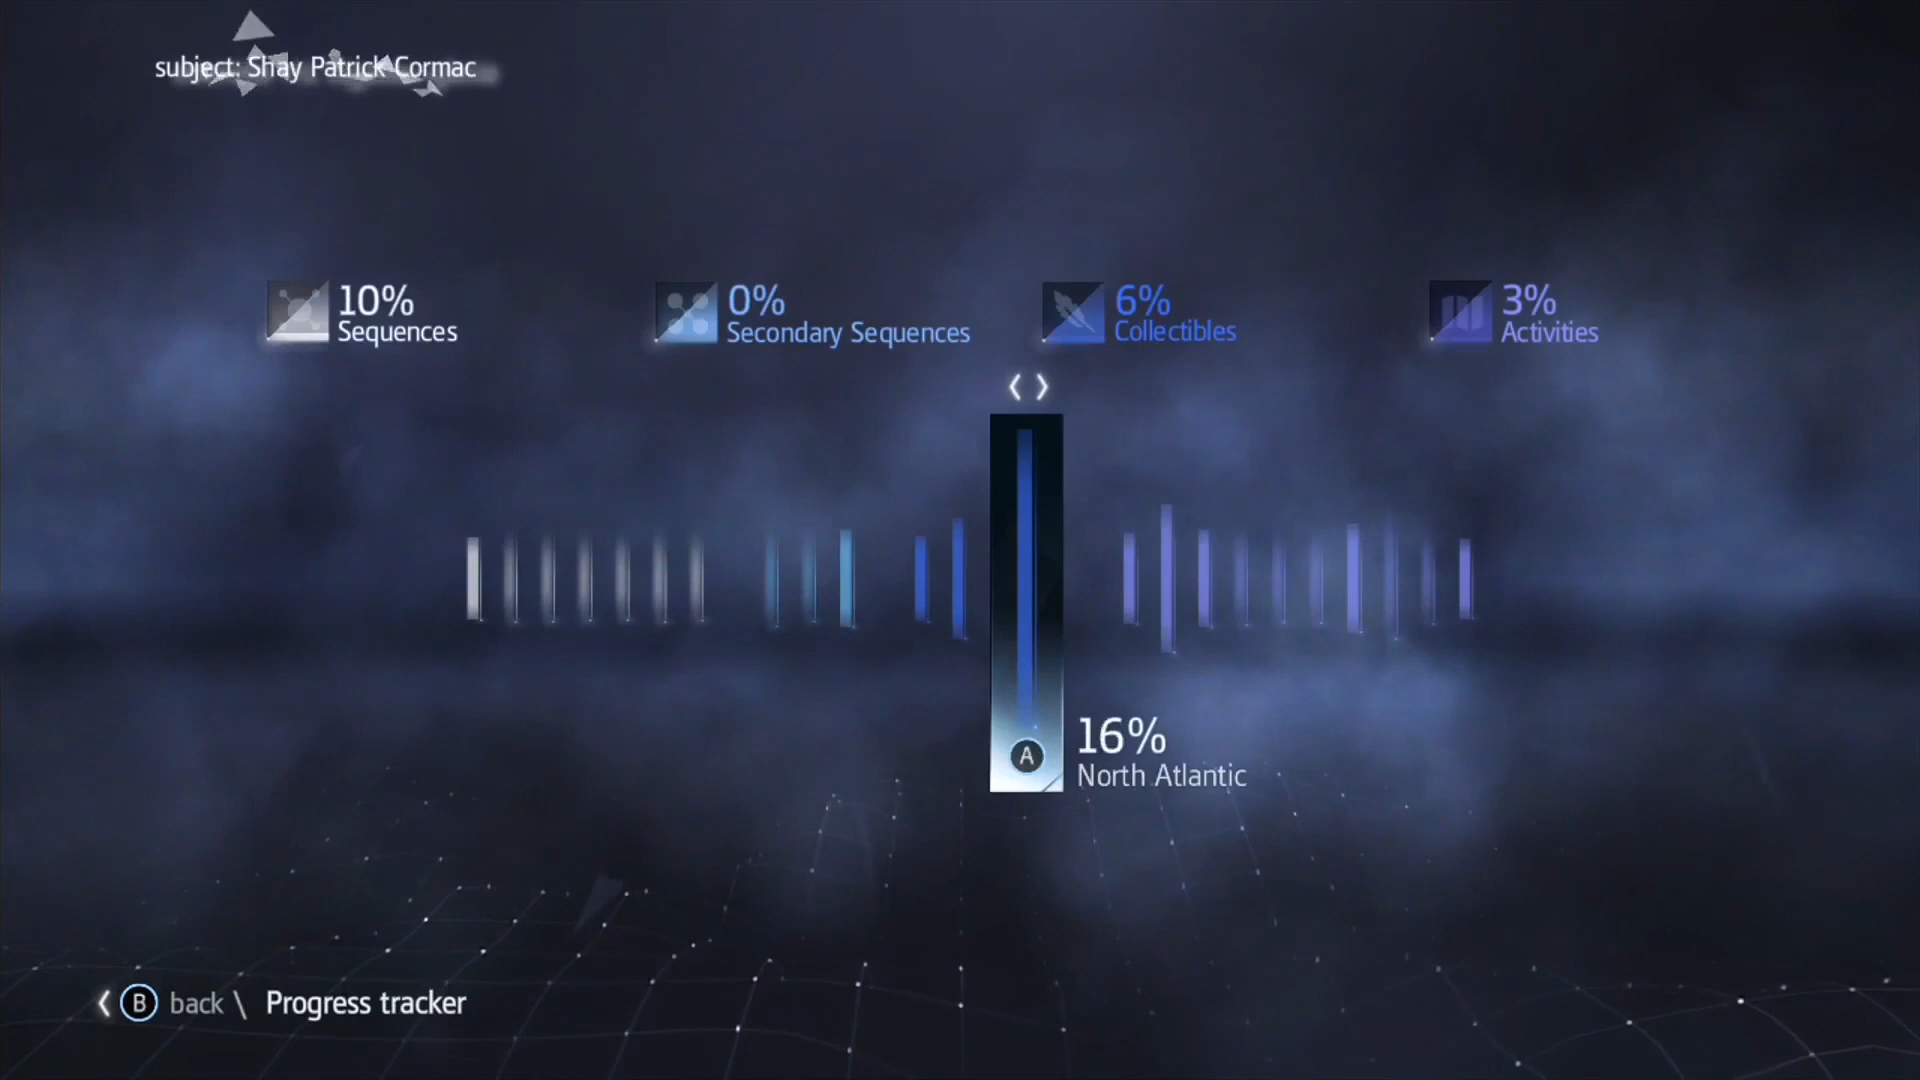 subject: Shay Patrick Cormac
10%
Sequences
0%
Secondary Sequences
6%
Collectibles
3%
Activities
A
16%
North Atlantic
B back \ Progress tracker